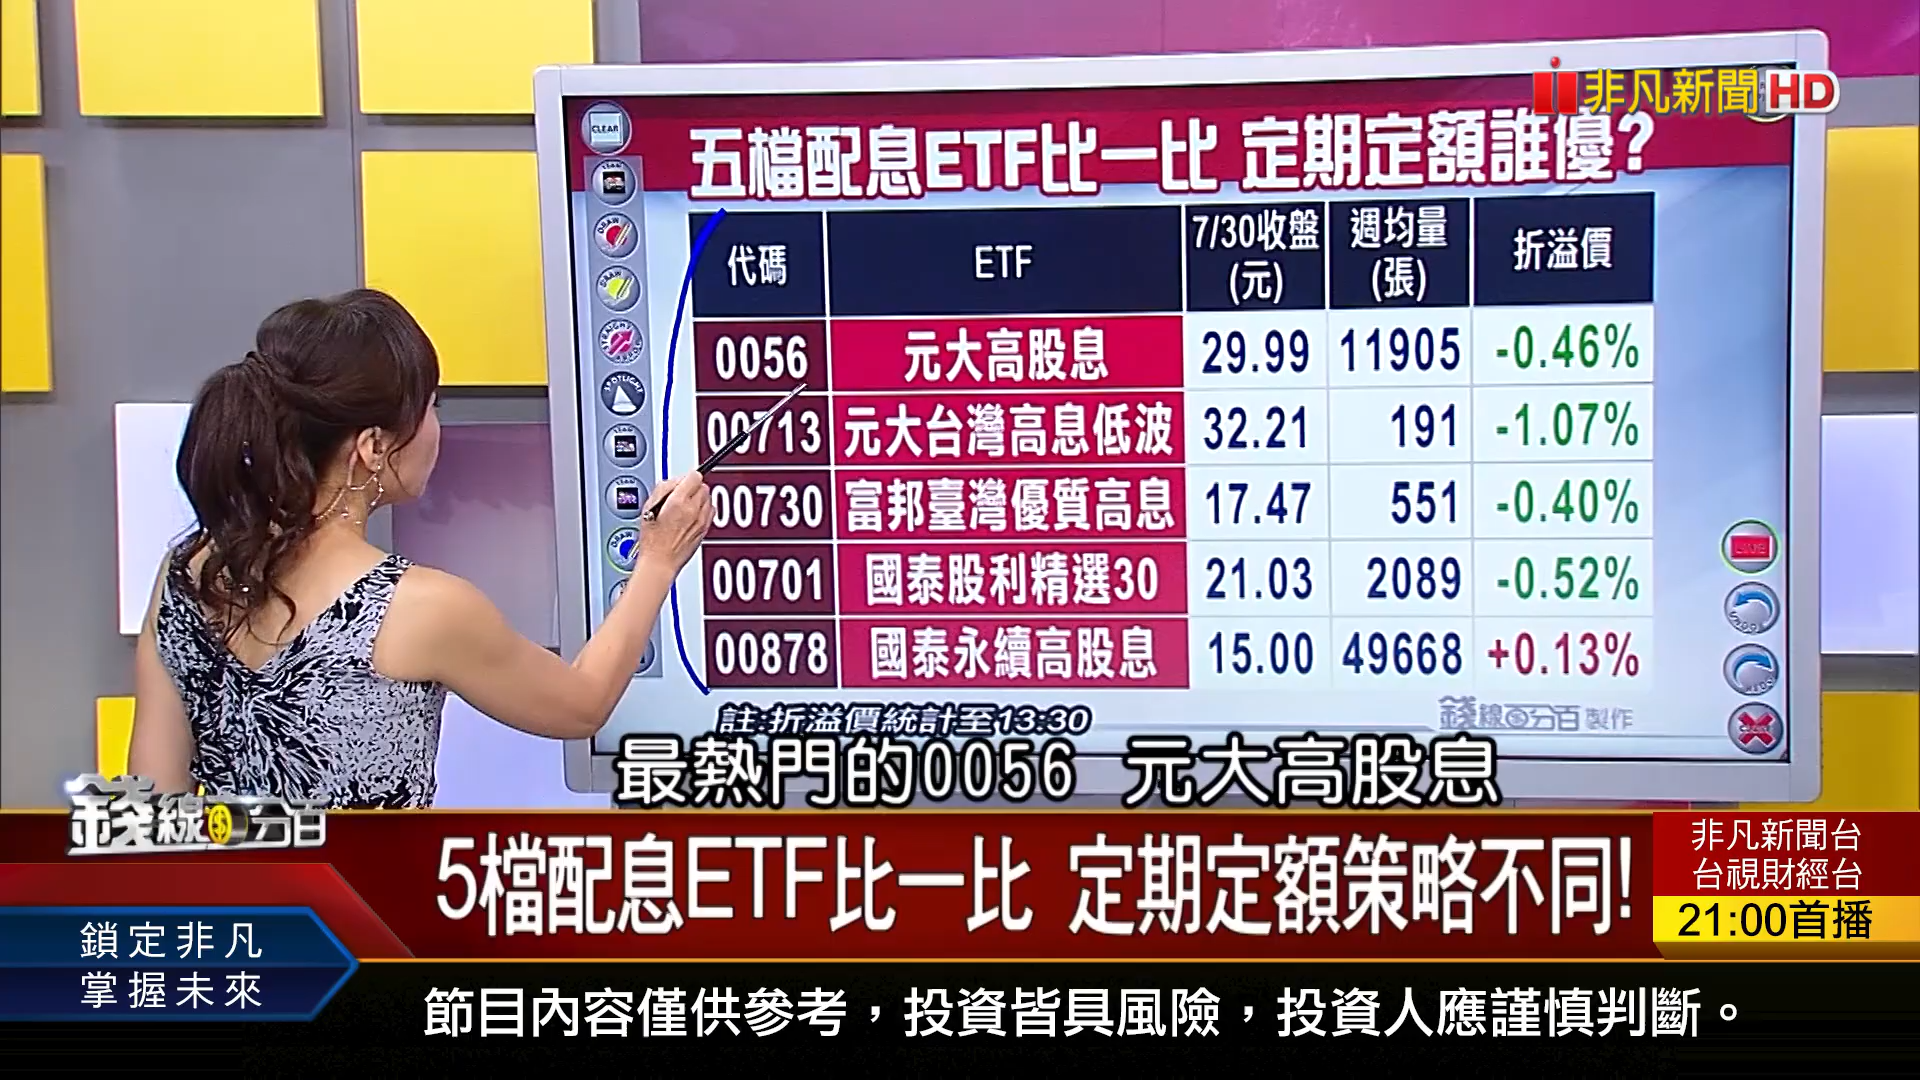 非凡新聞HD
五檔配息ETF比一比 定期定額誰優?
代碼 ETF 7/30收盤(元) 週均量(張) 折溢價
0056 元大高股息 29.99 11905 -0.46%
00713 元大台灣高息低波 32.21 191 -1.07%
00730 富邦臺灣優質高息 17.47 551 -0.40%
00701 國泰股利精選30 21.03 2089 -0.52%
00878 國泰永續高股息 15.00 49668 +0.13%
註:折溢價統計至13:30
錢線百分百 製作
CLEAR
DRAW
DRAW
STRAIGHT
SPOTLIGHT
DRAW
LIVE
UNDO
最熱門的0056 元大高股息
錢線百分百
5檔配息ETF比一比 定期定額策略不同!
非凡新聞台
台視財經台
21:00首播
鎖定非凡
掌握未來
節目內容僅供參考，投資皆具風險，投資人應謹慎判斷。